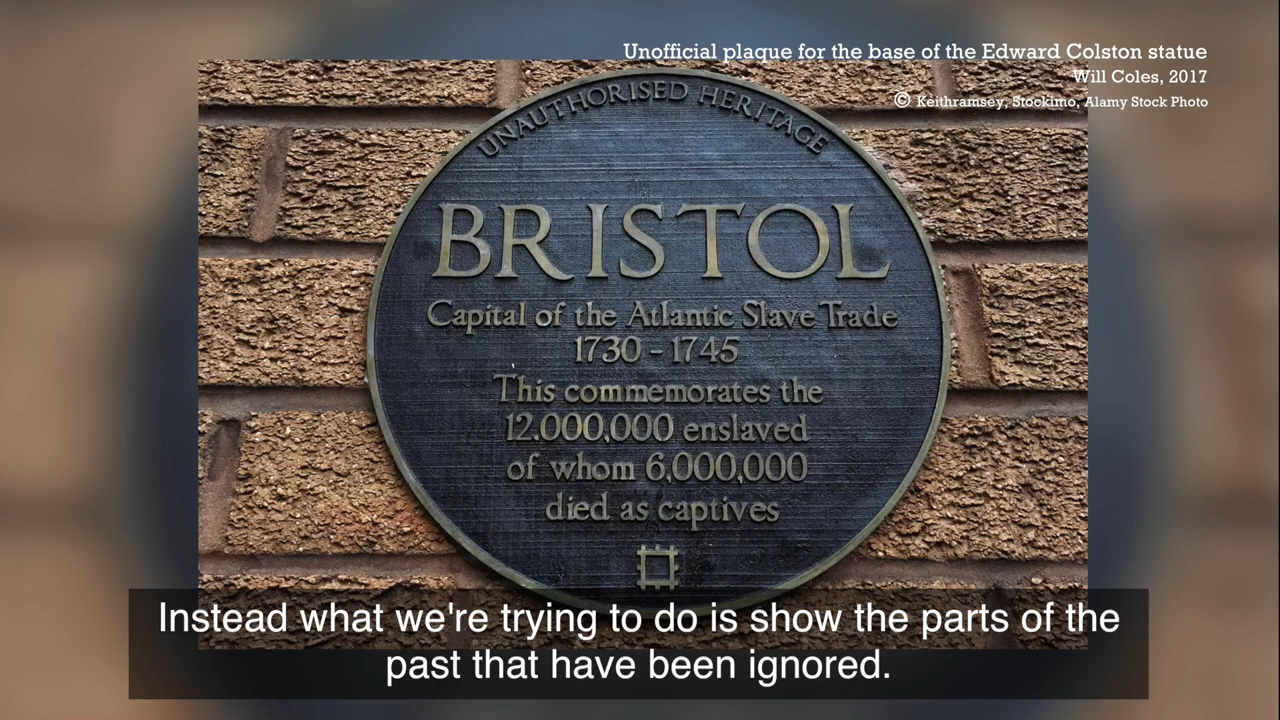 Unofficial plaque for the base of the Edward Colston statue
Will Coles, 2017
© Keithramsey, Stockimo, Alamy Stock Photo
UNAUTHORISED HERITAGE
BRISTOL
Capital of the Atlantic Slave Trade
1730 - 1745
This commemorates the
12.000,000 enslaved
of whom 6,000,000
died as captives
Instead what we're trying to do is show the parts of the
past that have been ignored.